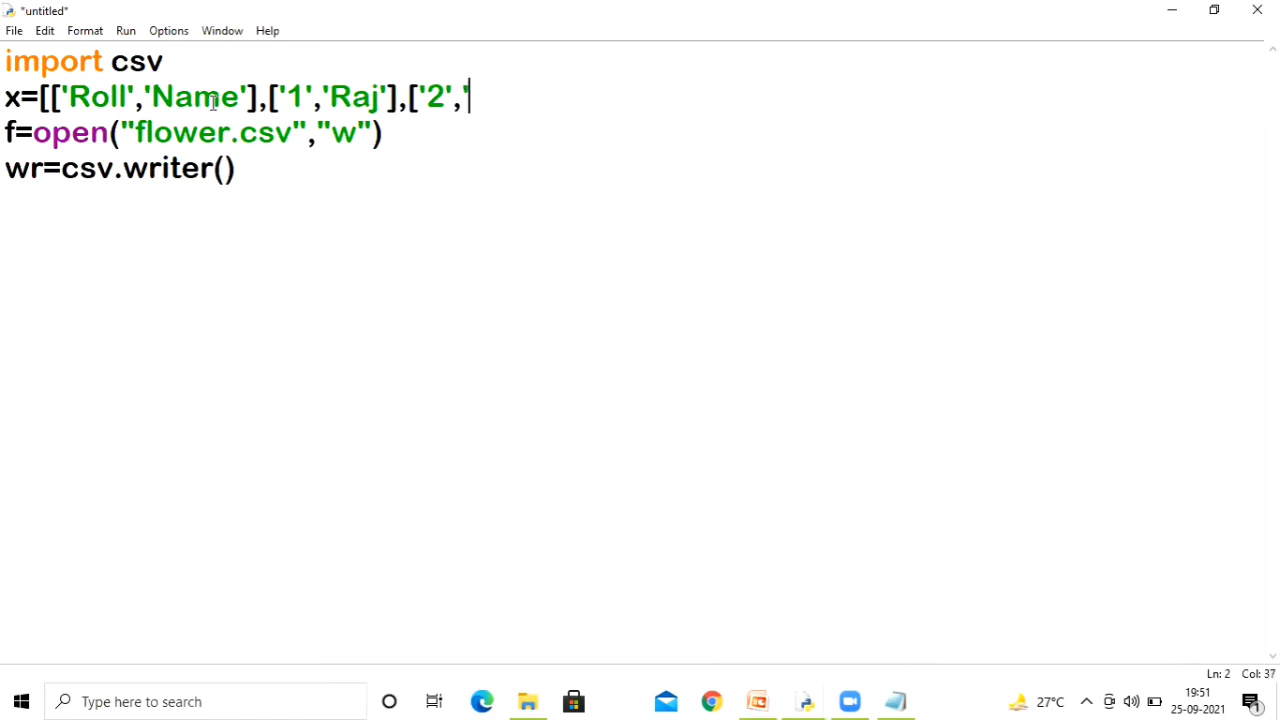 *untitled*
File Edit Format Run Options Window Help
import csv
x=[['Roll','Name'],['1','Raj'],['2','
f=open("flower.csv","w")
wr=csv.writer()
Ln: 2 Col: 37
Type here to search
27°C
19:51
25-09-2021
1